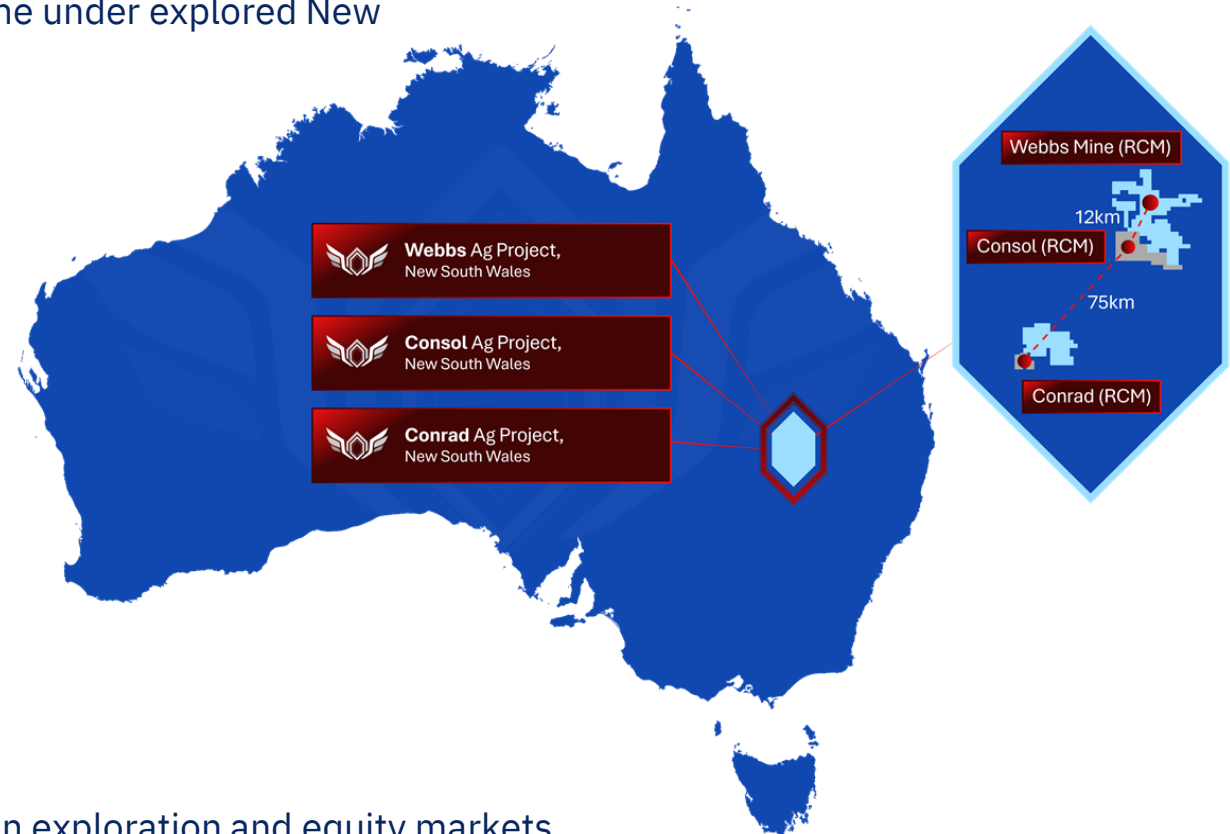 ne under explored New
Webbs Ag Project,
New South Wales
Consol Ag Project,
New South Wales
Conrad Ag Project,
New South Wales
Webbs Mine (RCM)
12km
Consol (RCM)
75km
Conrad (RCM)
n exploration and equity markets